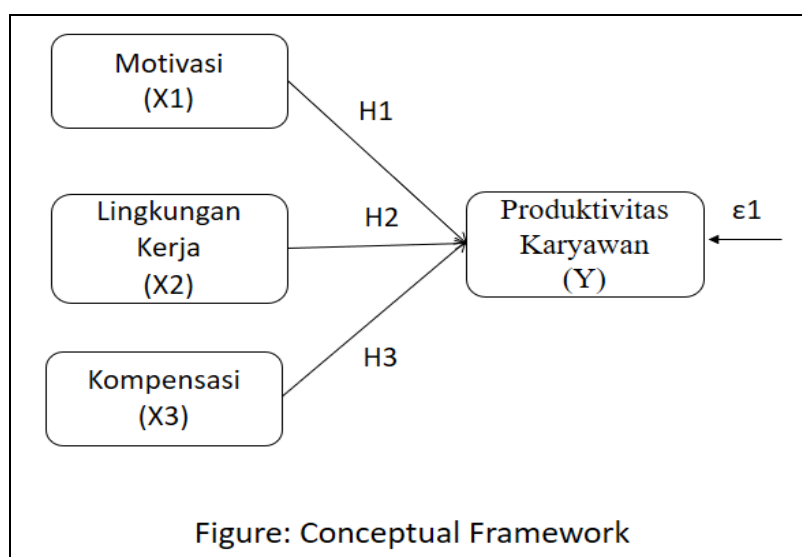 Motivasi
(X1)
H1
Lingkungan
Kerja
(X2)
H2
Produktivitas
Karyawan
(Y)
ε1
Kompensasi
(X3)
H3
Figure: Conceptual Framework